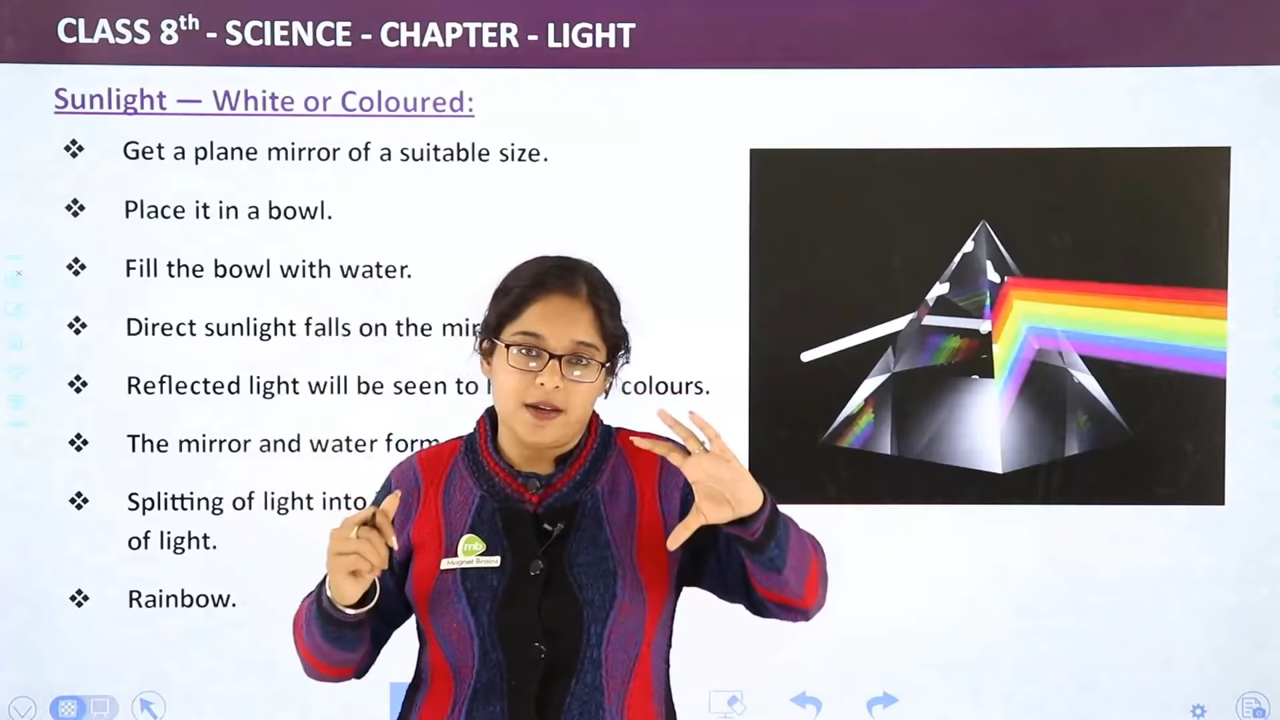 CLASS 8th - SCIENCE - CHAPTER - LIGHT
Sunlight — White or Coloured:
❖ Get a plane mirror of a suitable size.
❖ Place it in a bowl.
❖ Fill the bowl with water.
❖ Direct sunlight falls on the
❖ Reflected light will be seen to colours.
❖ The mirror and water form
❖ Splitting of light into
of light.
❖ Rainbow.
mb
Magnet Brains